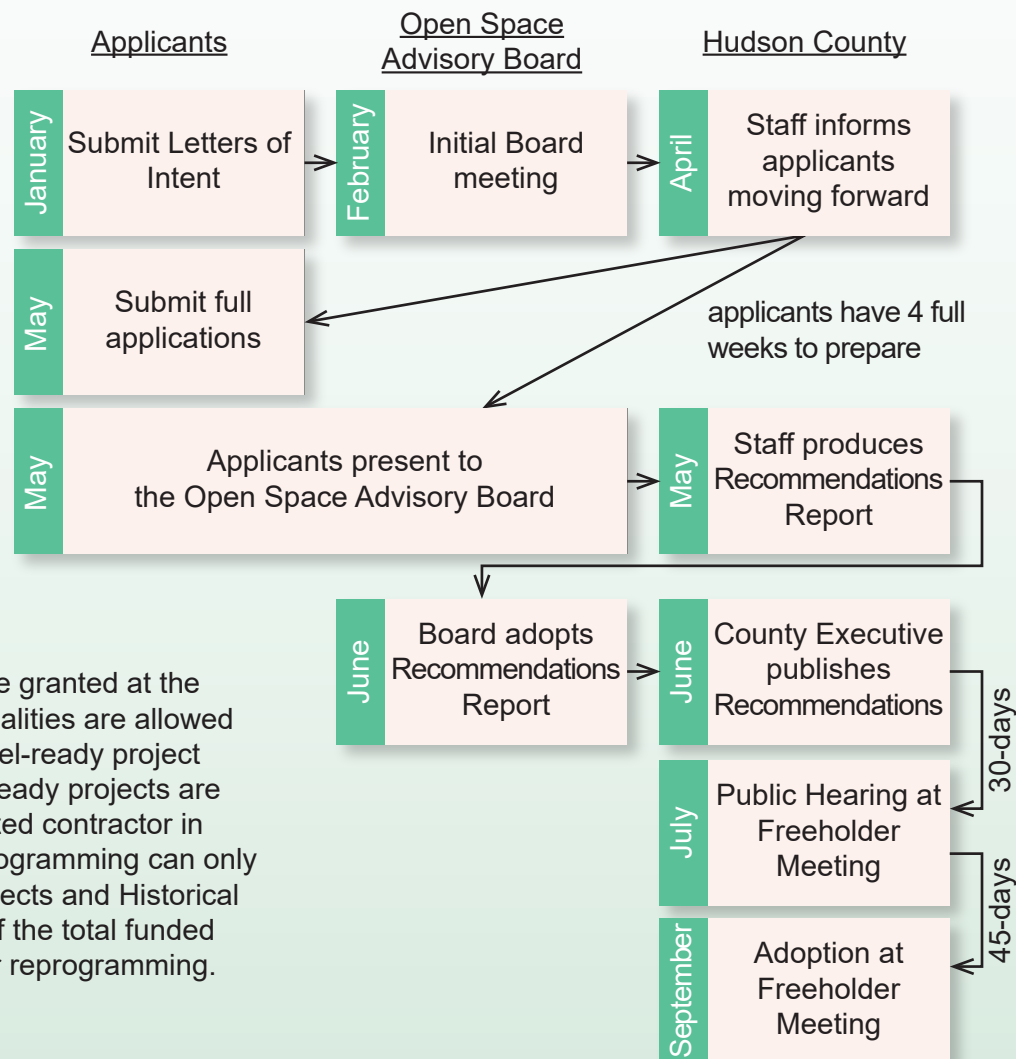 Applicants
Open Space
Advisory Board
Hudson County
January
Submit Letters of
Intent
February
Initial Board
meeting
April
Staff informs
applicants
moving forward
May
Submit full
applications
applicants have 4 full
weeks to prepare
May
Applicants present to
the Open Space Advisory Board
May
Staff produces
Recommendations
Report
June
Board adopts
Recommendations
Report
June
County Executive
publishes
Recommendations
30-days
July
Public Hearing at
Freeholder
Meeting
45-days
September
Adoption at
Freeholder
Meeting
e granted at the
alities are allowed
el-ready project
eady projects are
ted contractor in
ogramming can only
ects and Historical
f the total funded
r reprogramming.